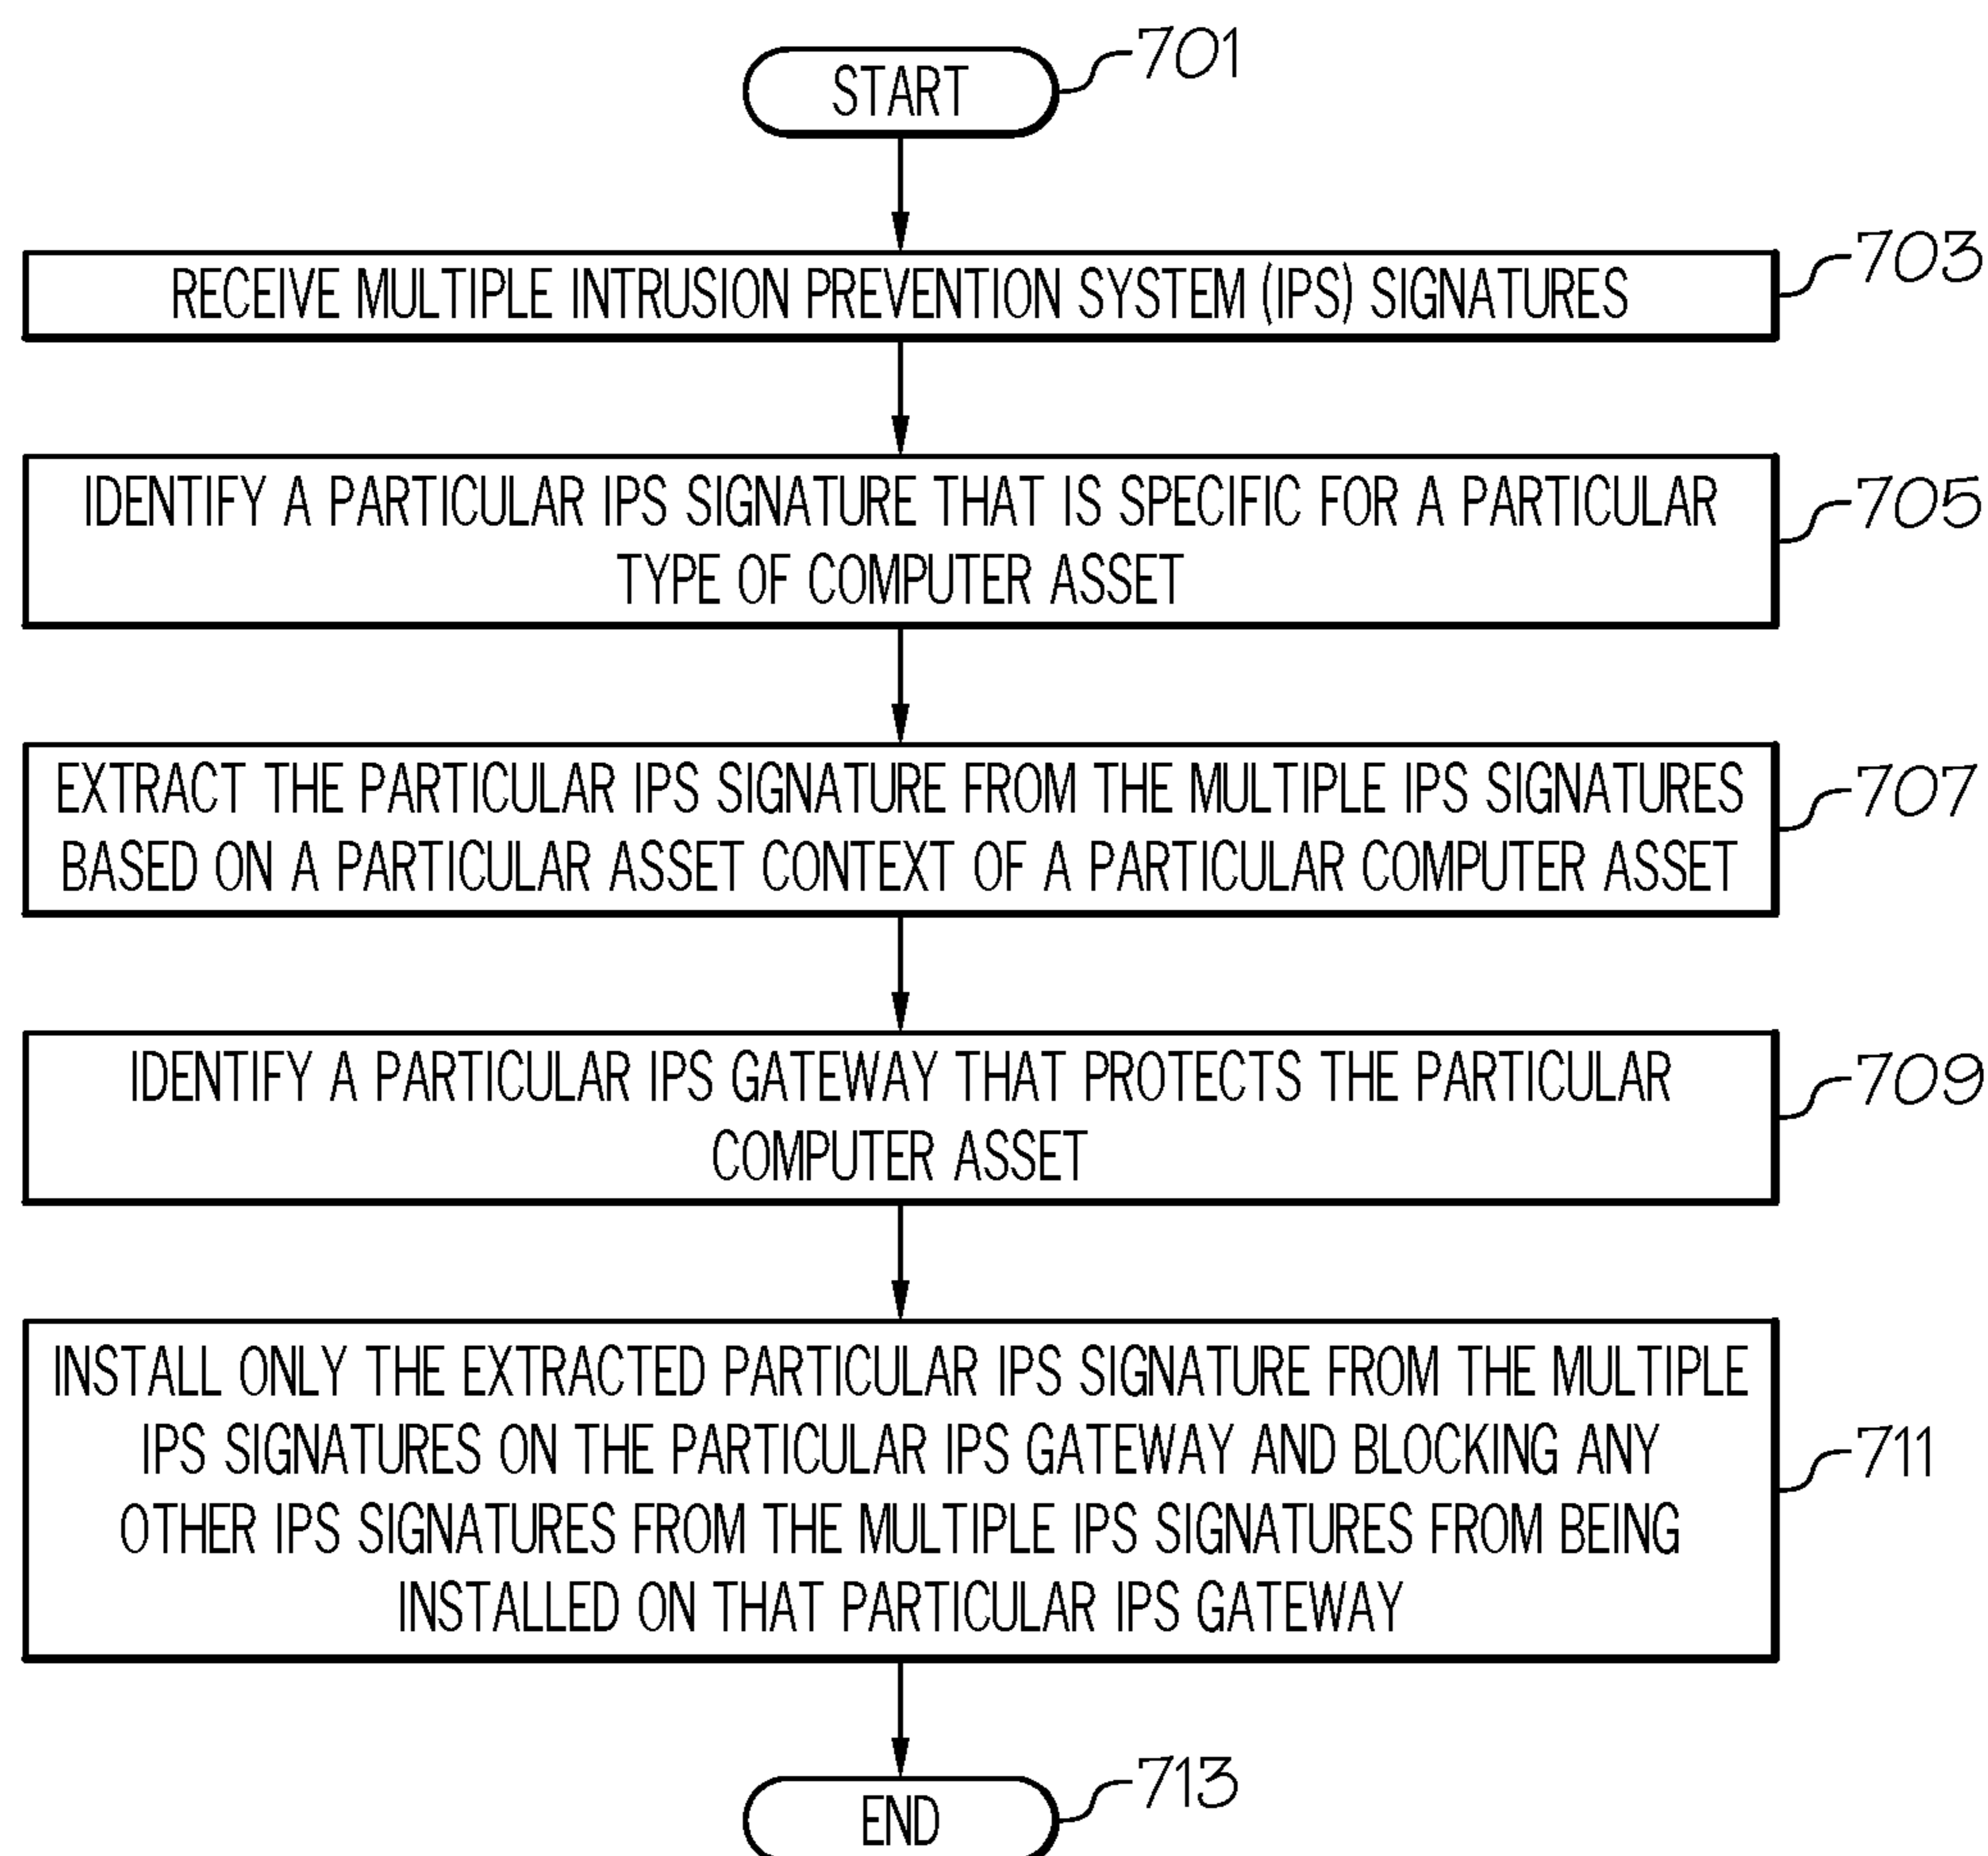 START
701
RECEIVE MULTIPLE INTRUSION PREVENTION SYSTEM (IPS) SIGNATURES
703
IDENTIFY A PARTICULAR IPS SIGNATURE THAT IS SPECIFIC FOR A PARTICULAR
TYPE OF COMPUTER ASSET
705
EXTRACT THE PARTICULAR IPS SIGNATURE FROM THE MULTIPLE IPS SIGNATURES
BASED ON A PARTICULAR ASSET CONTEXT OF A PARTICULAR COMPUTER ASSET
707
IDENTIFY A PARTICULAR IPS GATEWAY THAT PROTECTS THE PARTICULAR
COMPUTER ASSET
709
INSTALL ONLY THE EXTRACTED PARTICULAR IPS SIGNATURE FROM THE MULTIPLE
IPS SIGNATURES ON THE PARTICULAR IPS GATEWAY AND BLOCKING ANY
OTHER IPS SIGNATURES FROM THE MULTIPLE IPS SIGNATURES FROM BEING
INSTALLED ON THAT PARTICULAR IPS GATEWAY
711
END
713